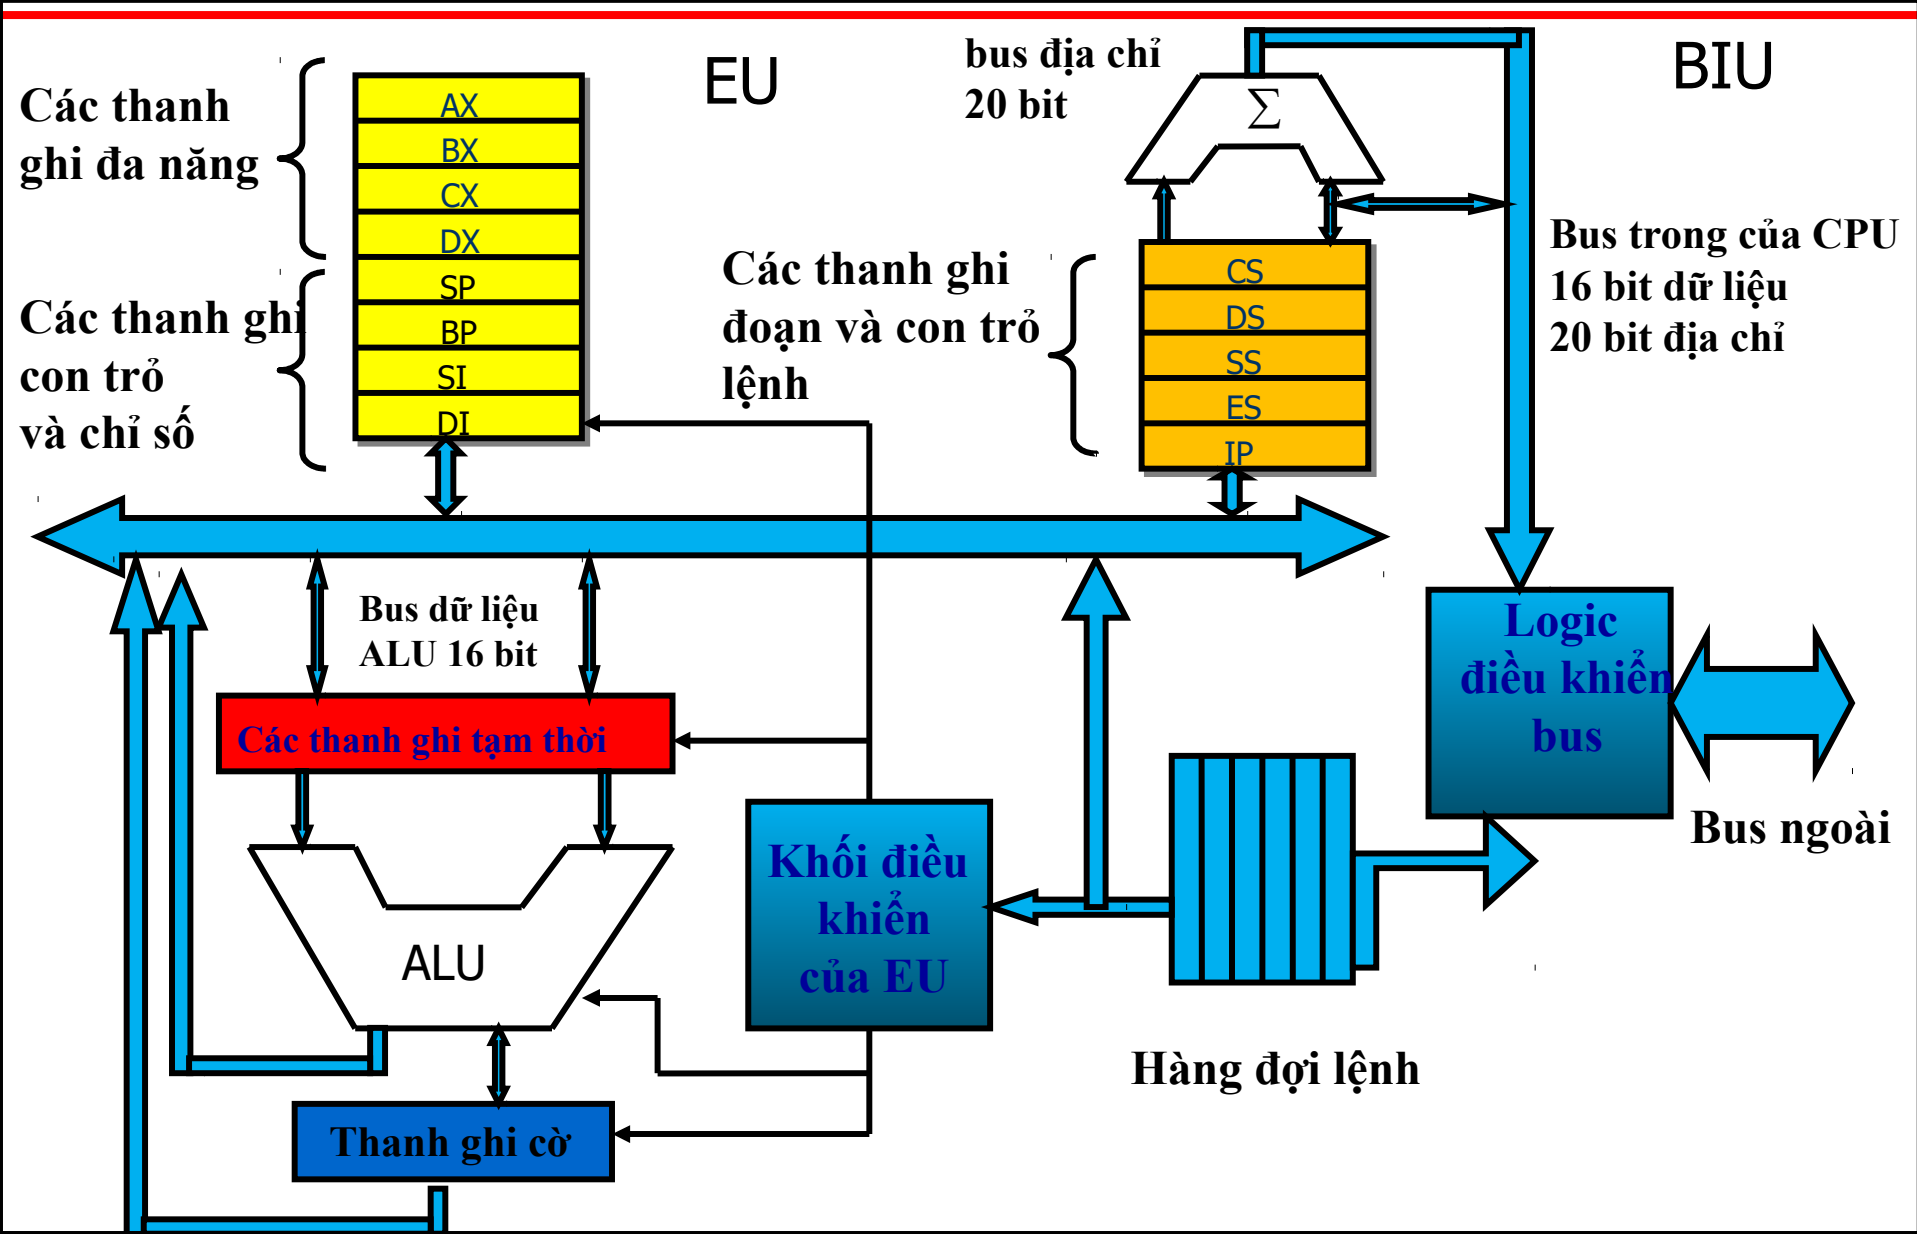 EU
BIU
Các thanh
ghi đa năng
AX
BX
CX
DX
SP
BP
SI
DI
Các thanh ghi
con trỏ
và chỉ số
bus địa chỉ
20 bit
∑
Các thanh ghi
đoạn và con trỏ
lệnh
CS
DS
SS
ES
IP
Bus trong của CPU
16 bit dữ liệu
20 bit địa chỉ
Bus dữ liệu
ALU 16 bit
Các thanh ghi tạm thời
ALU
Thanh ghi cờ
Khối điều
khiển
của EU
Hàng đợi lệnh
Logic
điều khiển
bus
Bus ngoài